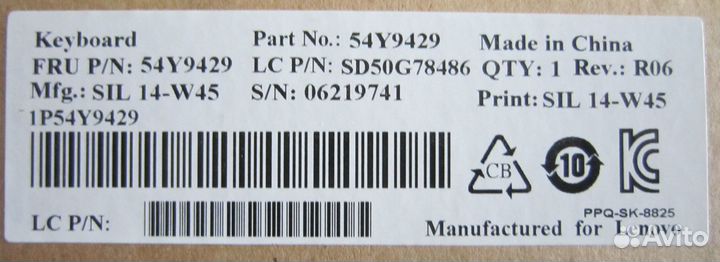 Keyboard Part No.: 54Y9429 Made in China
FRU P/N: 54Y9429 LC P/N: SD50G78486 QTY: 1 Rev.: R06
Mfg.: SIL 14-W45 S/N: 06219741 Print: SIL 14-W45
1P54Y9429
CB 10 KC
PPQ-SK-8825
LC P/N: Manufactured for Lenovo
Avito